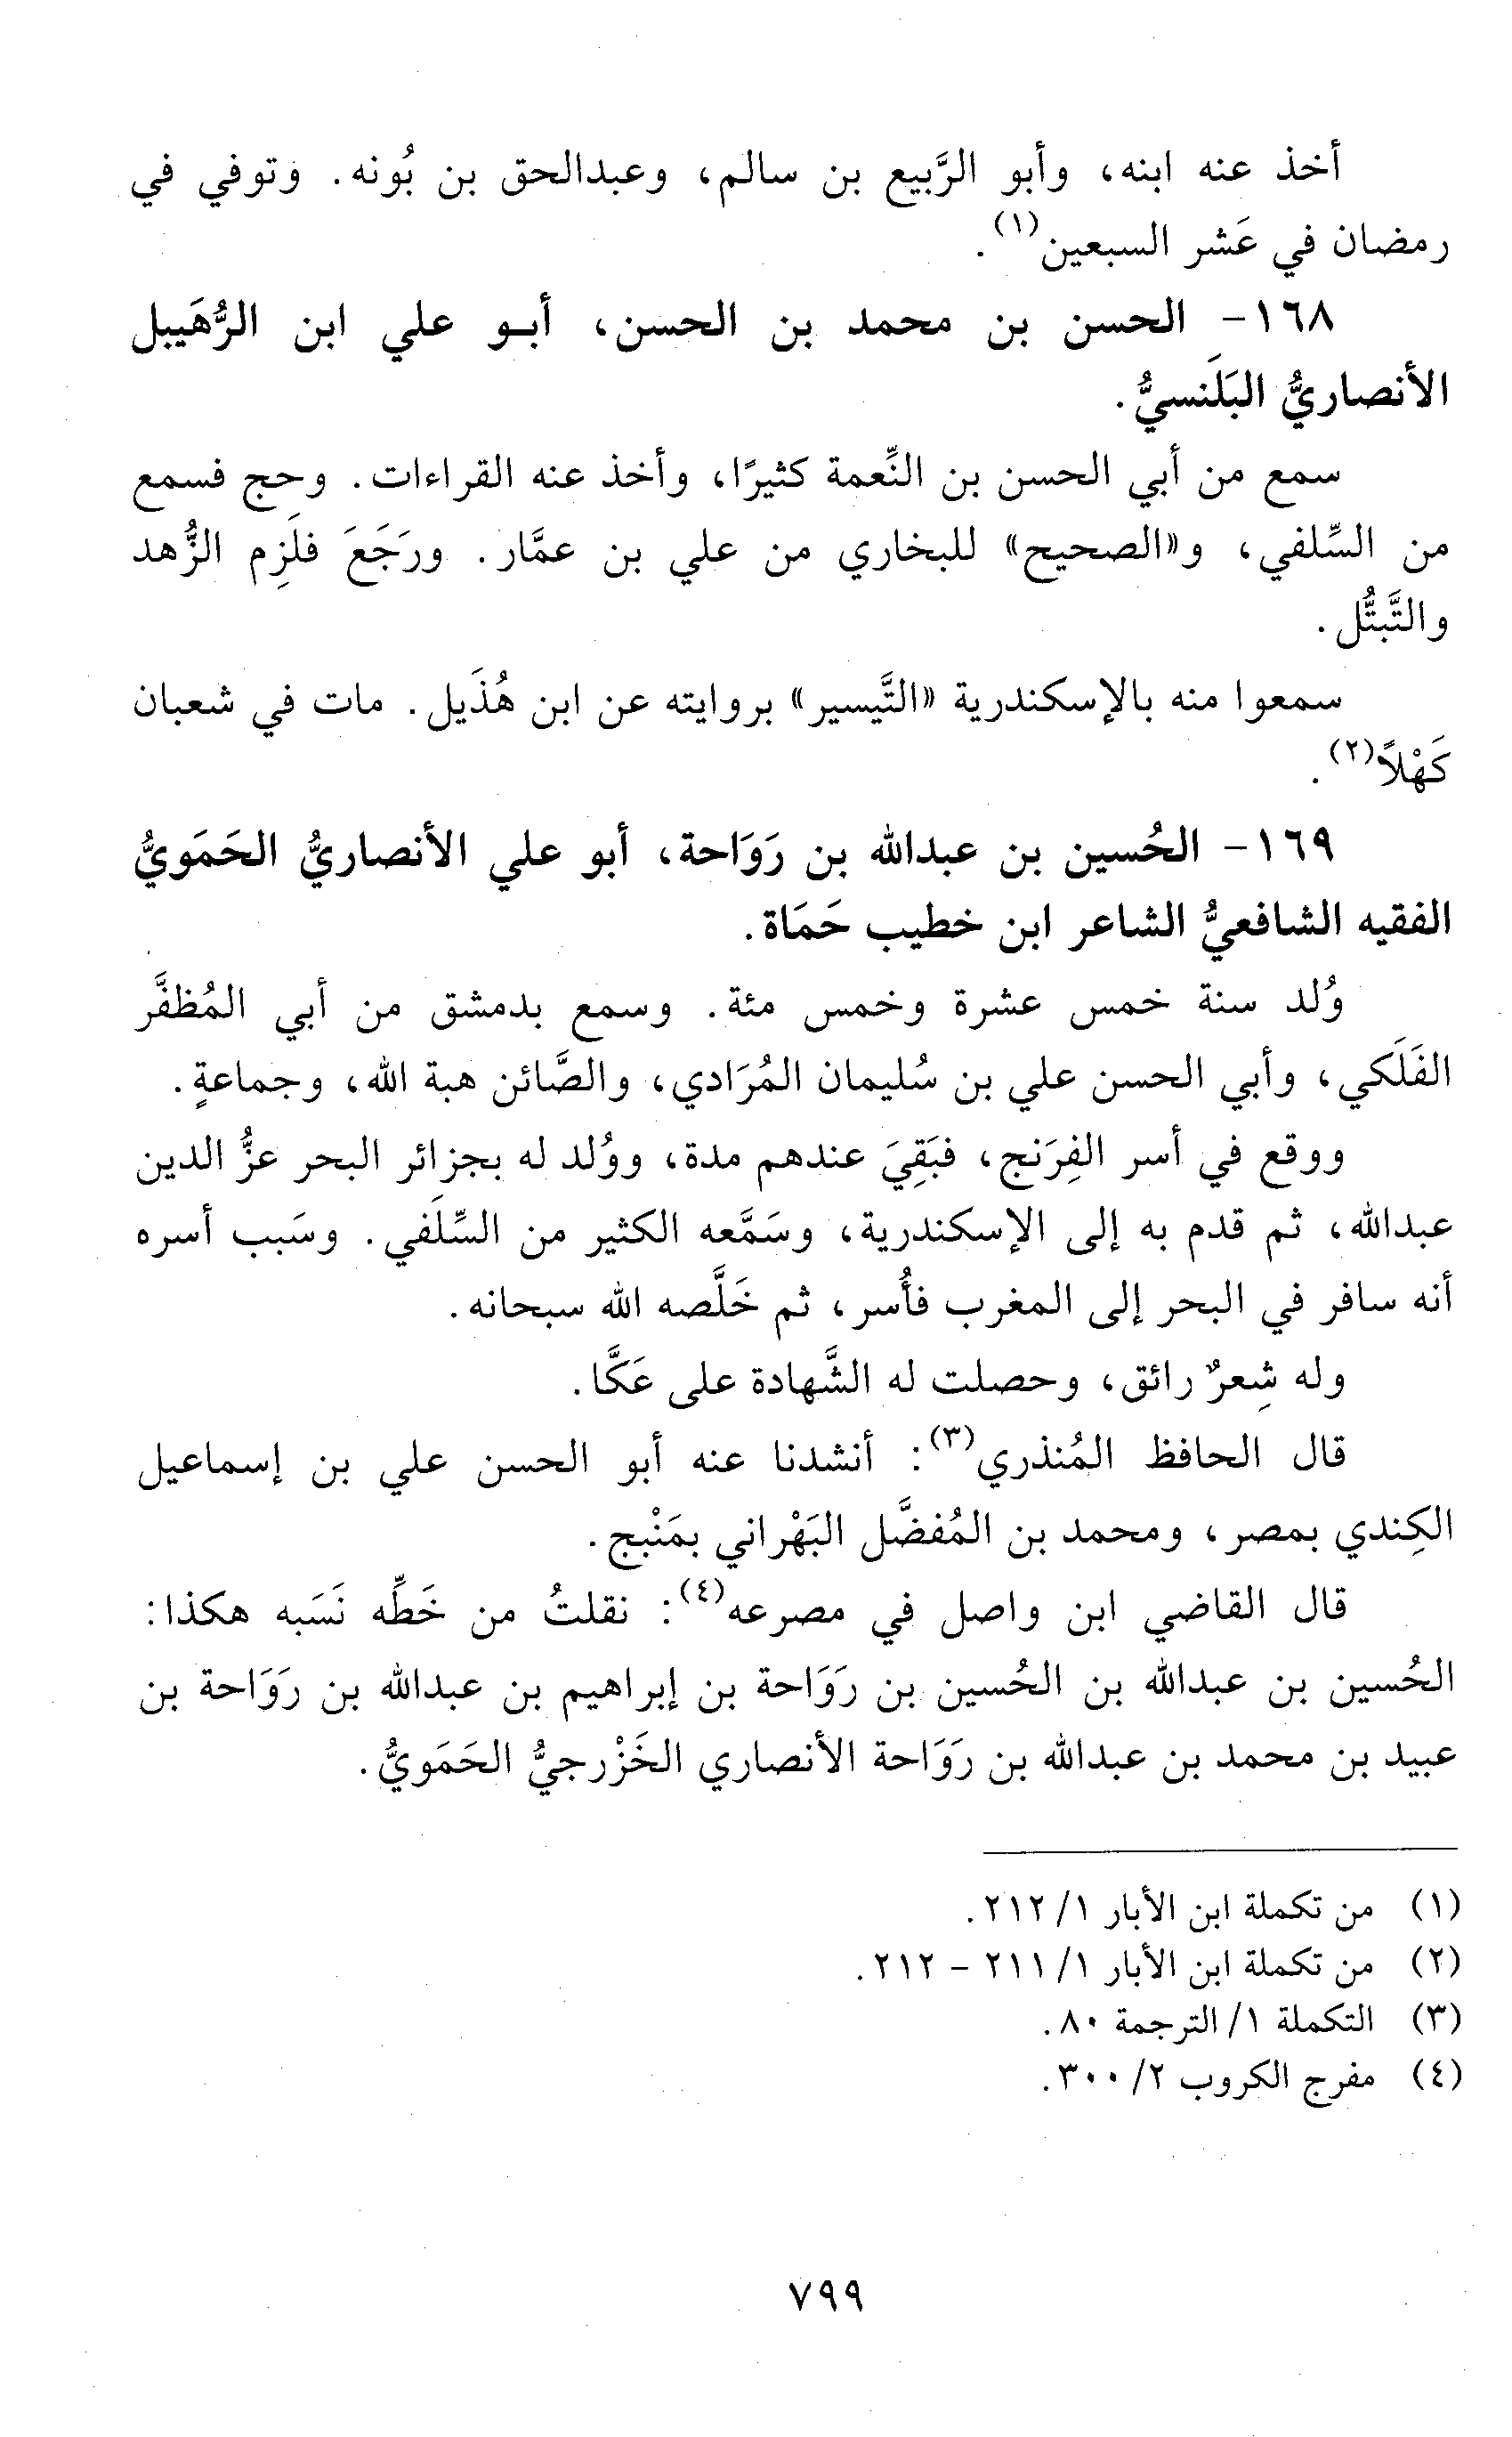 أخذ عنه ابنه، وأبو الرَّبيع بن سالم، وعبدالحق بن بُونه. وتوفي في
رمضان في عَشر السبعين(١).
١٦٨- الحسن بن محمد بن الحسن، أبو علي ابن الرُّهَيبل
الأنصاريُّ البَلَنسيُّ.
سمع من أبي الحسن بن النِّعمة كثيرًا، وأخذ عنه القراءات. وحج فسمع
من السِّلفي، و«الصحيح» للبخاري من علي بن عمَّار. ورَجَعَ فلَزِم الزُّهد
والتَّبتُّل.
سمعوا منه بالإسكندرية «التَّيسير» بروايته عن ابن هُذَيل. مات في شعبان
كَهْلاً(٢).
١٦٩- الحُسين بن عبدالله بن رَوَاحة، أبو علي الأنصاريُّ الحَمَويُّ
الفقيه الشافعيُّ الشاعر ابن خطيب حَمَاة.
وُلد سنة خمس عشرة وخمس مئة. وسمع بدمشق من أبي المُظفَّر
الفَلَكي، وأبي الحسن علي بن سُليمان المُرَادي، والصَّائن هبة الله، وجماعةٍ.
ووقع في أسر الفِرَنج، فبَقِيَ عندهم مدة، ووُلد له بجزائر البحر عزُّ الدين
عبدالله، ثم قدم به إلى الإسكندرية، وسَمَّعه الكثير من السِّلَفي. وسَبب أسره
أنه سافر في البحر إلى المغرب فأُسر، ثم خَلَّصه الله سبحانه.
وله شِعرٌ رائق، وحصلت له الشَّهادة على عَكَّا.
قال الحافظ المُنذري(٣): أنشدنا عنه أبو الحسن علي بن إسماعيل
الكِندي بمصر، ومحمد بن المُفضَّل البَهْراني بمَنْبج.
قال القاضي ابن واصل في مصرعه(٤): نقلتُ من خَطِّه نَسَبه هكذا:
الحُسين بن عبدالله بن الحُسين بن رَوَاحة بن إبراهيم بن عبدالله بن رَوَاحة بن
عبيد بن محمد بن عبدالله بن رَوَاحة الأنصاري الخَزْرجيُّ الحَمَويُّ.
(١) من تكملة ابن الأبار ١/ ٢١٢.
(٢) من تكملة ابن الأبار ١/ ٢١١ - ٢١٢.
(٣) التكملة ١/ الترجمة ٨٠.
(٤) مفرج الكروب ٢/ ٣٠٠.
٧٩٩